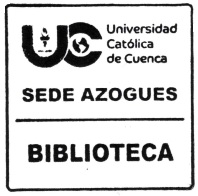 UC Universidad
Católica
de Cuenca
SEDE AZOGUES
BIBLIOTECA